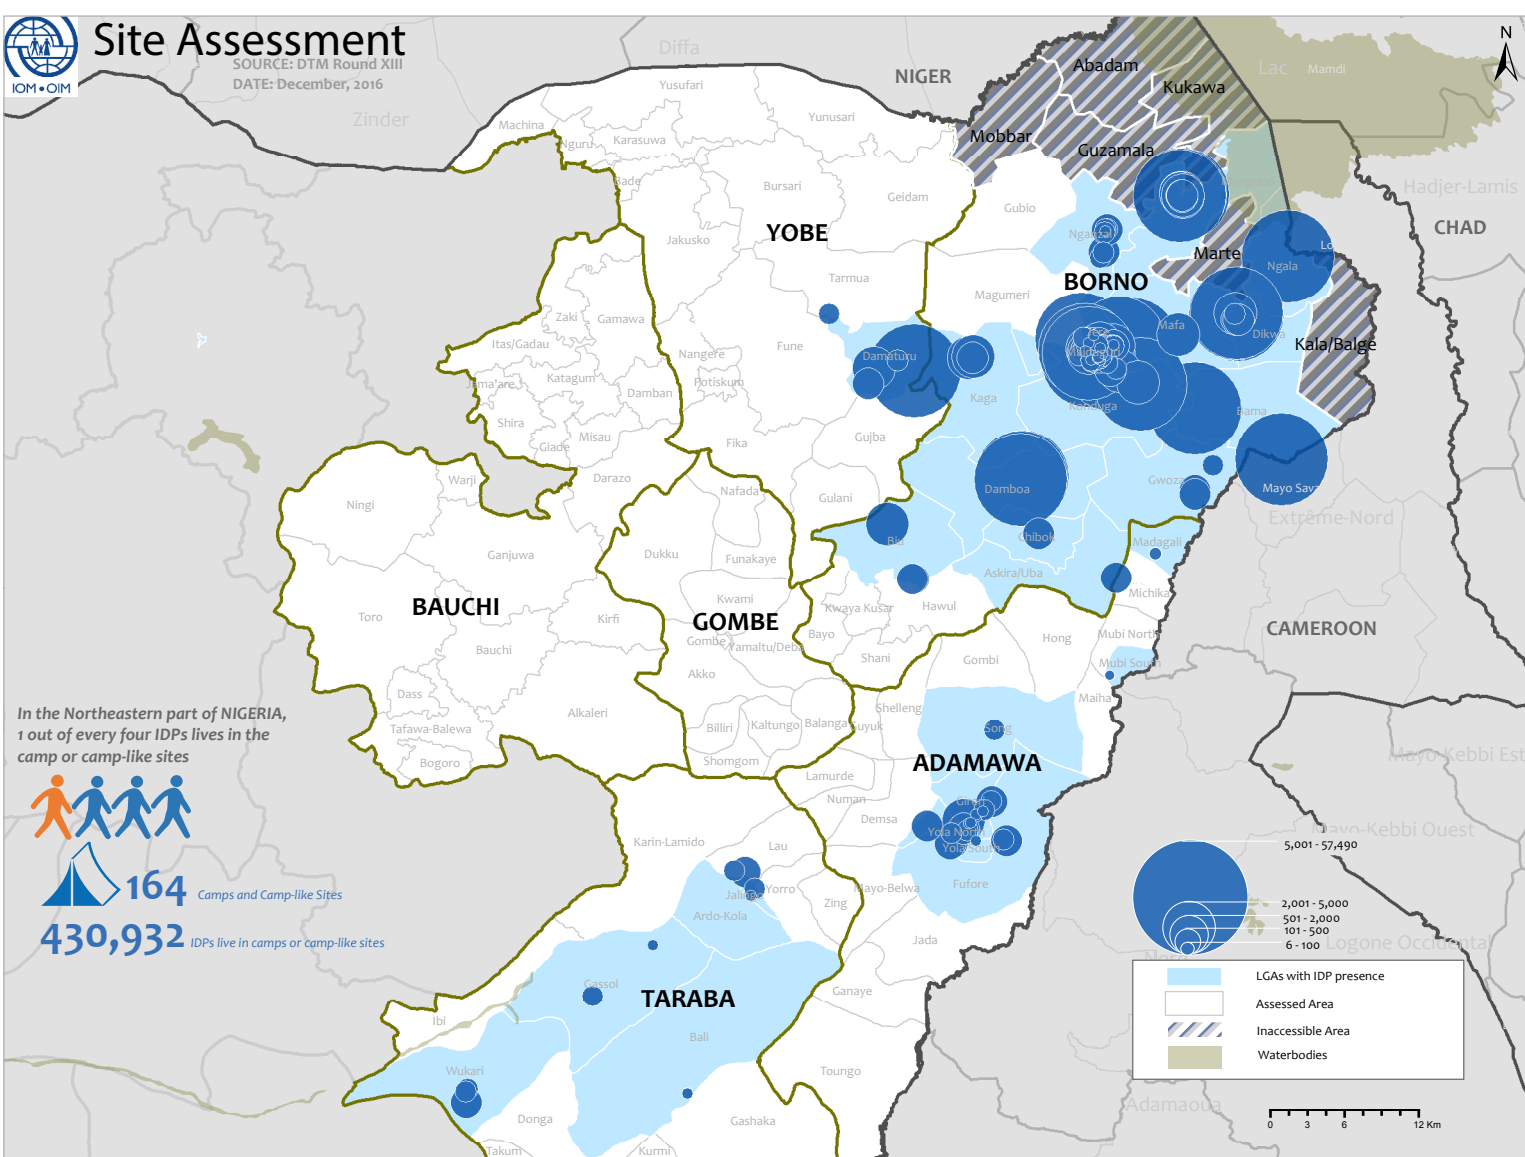 IOM • OIM
Site Assessment
SOURCE: DTM Round XIII
DATE: December, 2016
N
Diffa
NIGER
Zinder
Lac
Mamdi
Abadam
Kukawa
Mobbar
Guzamala
Yusufari
Machina
Yunusari
Nguru
Karasuwa
Bade
Bursari
Geidam
Gubio
Hadjer-Lamis
CHAD
YOBE
Jakusko
Nganzai
Marte
Ngala
Tarmua
BORNO
Magumeri
Zaki
Gamawa
Itas/Gadau
Fune
Nangere
Damaturu
Jere
Mafa
Dikwa
Kala/Balge
Maiduguri
Jama'are
Katagum
Damban
Potiskum
Kaga
Konduga
Bama
Shira
Giade
Misau
Fika
Gujba
Darazo
Warji
Ningi
Nafada
Gulani
Damboa
Gwoza
Mayo Sava
Extrême-Nord
Ganjuwa
Dukku
Funakaye
Biu
Chibok
Madagali
Askira/Uba
Michika
BAUCHI
Toro
Kirfi
Kwami
GOMBE
Kwaya Kusar
Hawul
CAMEROON
Bauchi
Gombe
Yamaltu/Deba
Bayo
Shani
Hong
Mubi North
Gombi
Mubi South
Akko
Dass
Maiha
In the Northeastern part of NIGERIA,
1 out of every four IDPs lives in the
camp or camp-like sites
Alkaleri
Tafawa-Balewa
Billiri
Kaltungo
Balanga
Guyuk
Shelleng
Song
Bogoro
Shomgom
ADAMAWA
Mayo-Kebbi Est
Lamurde
Numan
Girei
Demsa
Yola North
Yola South
Karin-Lamido
Lau
Mayo-Kebbi Ouest
5,001 - 57,490
164 Camps and Camp-like Sites
Jalingo
Yorro
Mayo-Belwa
Fufore
Zing
Ardo-Kola
2,001 - 5,000
501 - 2,000
101 - 500
6 - 100
430,932 IDPs live in camps or camp-like sites
Jada
Logone Occidental
Nord
Gassol
TARABA
Ganaye
Ibi
Bali
LGAs with IDP presence
Assessed Area
Inaccessible Area
Waterbodies
Wukari
Toungo
Donga
Gashaka
Adamaoua
Takum
Kurmi
0 3 6 12 Km